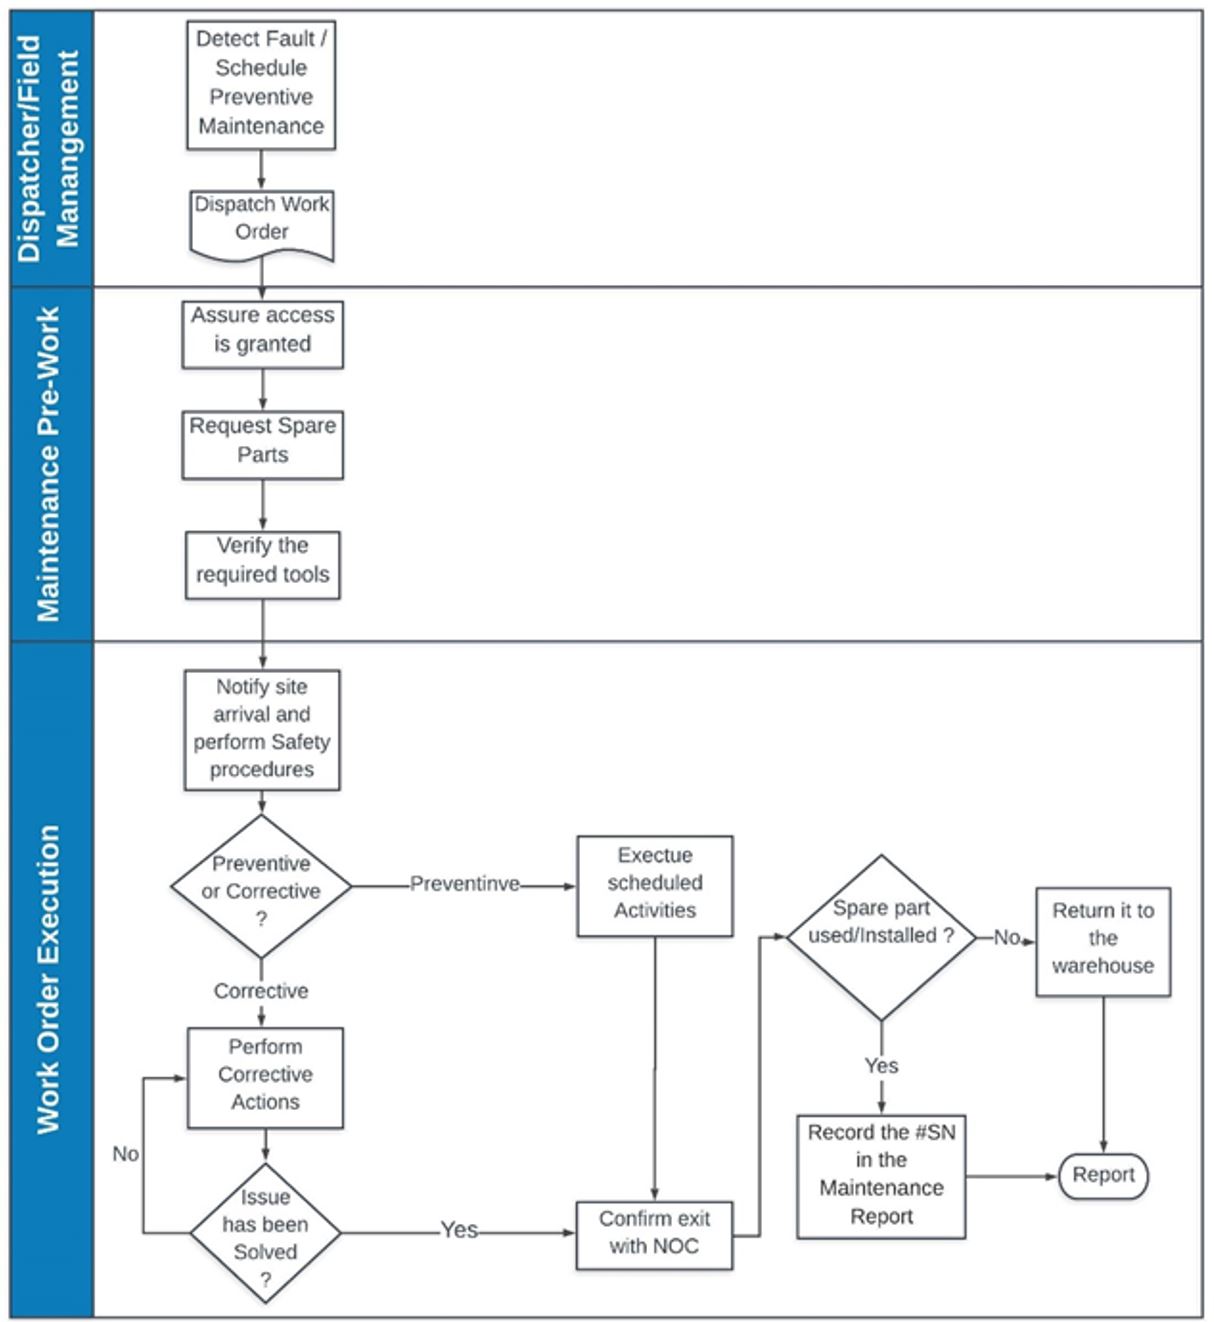 Dispatcher/Field
Manangement
Detect Fault /
Schedule
Preventive
Maintenance
Dispatch Work
Order
Maintenance Pre-Work
Assure access
is granted
Request Spare
Parts
Verify the
required tools
Work Order Execution
Notify site
arrival and
perform Safety
procedures
Preventive
or Corrective
?
Preventinve
Exectue
scheduled
Activities
Corrective
Perform
Corrective
Actions
No
Issue
has been
Solved
?
Yes
Confirm exit
with NOC
Spare part
used/Installed ?
No
Return it to
the
warehouse
Yes
Record the #SN
in the
Maintenance
Report
Report